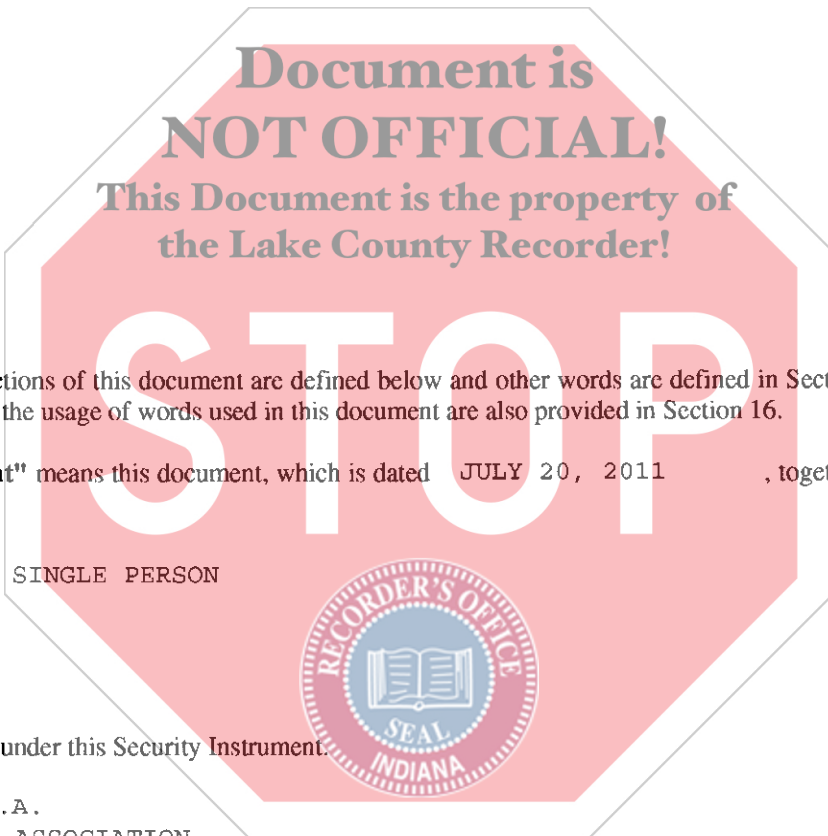 Document is
NOT OFFICIAL!
This Document is the property of
the Lake County Recorder!
STOP
ctions of this document are defined below and other words are defined in Sect
the usage of words used in this document are also provided in Section 16.
nt" means this document, which is dated JULY 20, 2011 , toget
SINGLE PERSON
RECORDER'S OFFICE
SEAL
INDIANA
under this Security Instrument.
.A.
ASSOCIATION